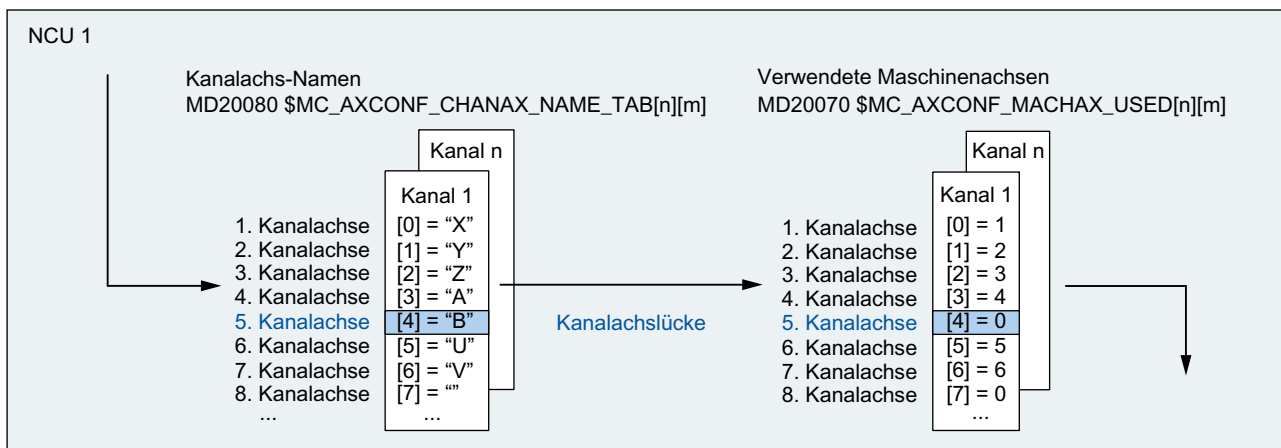 NCU 1
Kanalachs-Namen
MD20080 $MC_AXCONF_CHANAX_NAME_TAB[n][m]
Kanal n
Kanal 1
1. Kanalachse [0] = “X”
2. Kanalachse [1] = “Y”
3. Kanalachse [2] = “Z”
4. Kanalachse [3] = “A”
5. Kanalachse [4] = “B”
6. Kanalachse [5] = “U”
7. Kanalachse [6] = “V”
8. Kanalachse [7] = “”
... ...
Kanalachslücke
Verwendete Maschinenachsen
MD20070 $MC_AXCONF_MACHAX_USED[n][m]
Kanal n
Kanal 1
1. Kanalachse [0] = 1
2. Kanalachse [1] = 2
3. Kanalachse [2] = 3
4. Kanalachse [3] = 4
5. Kanalachse [4] = 0
6. Kanalachse [5] = 5
7. Kanalachse [6] = 6
8. Kanalachse [7] = 0
... ...